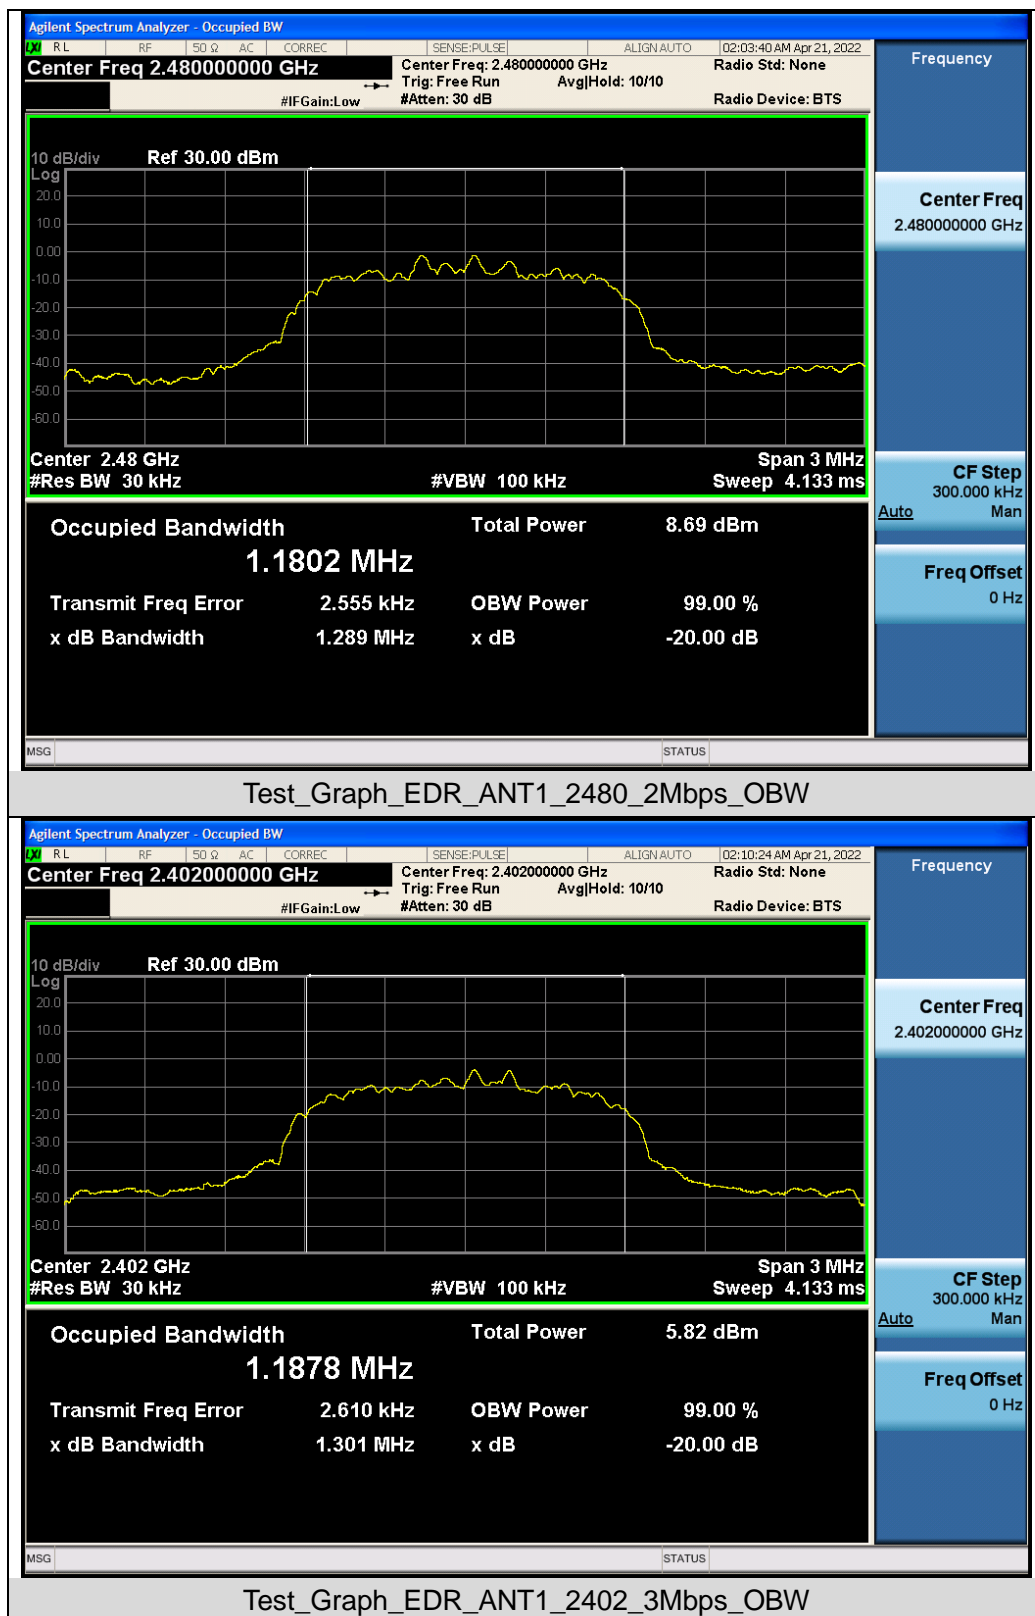 Agilent Spectrum Analyzer - Occupied BW
LXI RL RF 50 Ω AC CORREC SENSE:PULSE ALIGN AUTO 02:03:40 AM Apr 21, 2022
Center Freq 2.480000000 GHz Center Freq: 2.480000000 GHz Radio Std: None
Trig: Free Run Avg|Hold: 10/10
#IFGain:Low #Atten: 30 dB Radio Device: BTS
Frequency
10 dB/div Ref 30.00 dBm
Log
20.0
10.0
0.00
-10.0
-20.0
-30.0
-40.0
-50.0
-60.0
Center 2.48 GHz Span 3 MHz
#Res BW 30 kHz #VBW 100 kHz Sweep 4.133 ms
Center Freq
2.480000000 GHz
CF Step
300.000 kHz
Auto Man
Freq Offset
0 Hz
Occupied Bandwidth Total Power 8.69 dBm
1.1802 MHz
Transmit Freq Error 2.555 kHz OBW Power 99.00 %
x dB Bandwidth 1.289 MHz x dB -20.00 dB
MSG STATUS
Test_Graph_EDR_ANT1_2480_2Mbps_OBW
Agilent Spectrum Analyzer - Occupied BW
LXI RL RF 50 Ω AC CORREC SENSE:PULSE ALIGN AUTO 02:10:24 AM Apr 21, 2022
Center Freq 2.402000000 GHz Center Freq: 2.402000000 GHz Radio Std: None
Trig: Free Run Avg|Hold: 10/10
#IFGain:Low #Atten: 30 dB Radio Device: BTS
Frequency
10 dB/div Ref 30.00 dBm
Log
20.0
10.0
0.00
-10.0
-20.0
-30.0
-40.0
-50.0
-60.0
Center 2.402 GHz Span 3 MHz
#Res BW 30 kHz #VBW 100 kHz Sweep 4.133 ms
Center Freq
2.402000000 GHz
CF Step
300.000 kHz
Auto Man
Freq Offset
0 Hz
Occupied Bandwidth Total Power 5.82 dBm
1.1878 MHz
Transmit Freq Error 2.610 kHz OBW Power 99.00 %
x dB Bandwidth 1.301 MHz x dB -20.00 dB
MSG STATUS
Test_Graph_EDR_ANT1_2402_3Mbps_OBW